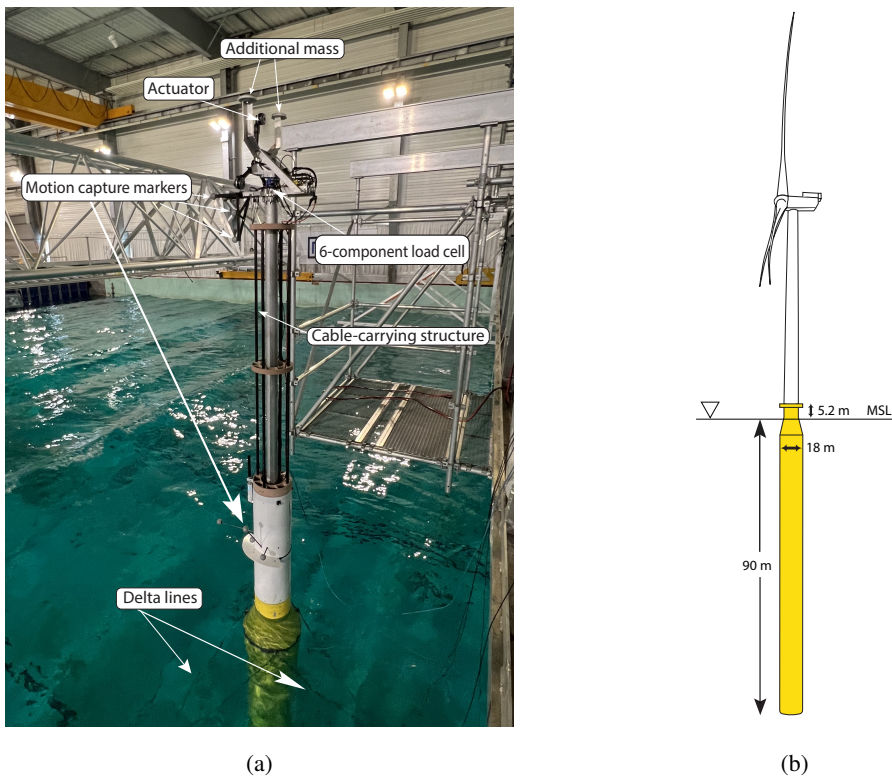 Additional mass
Actuator
Motion capture markers
6-component load cell
Cable-carrying structure
Delta lines
5.2 m
MSL
18 m
90 m
(a)
(b)